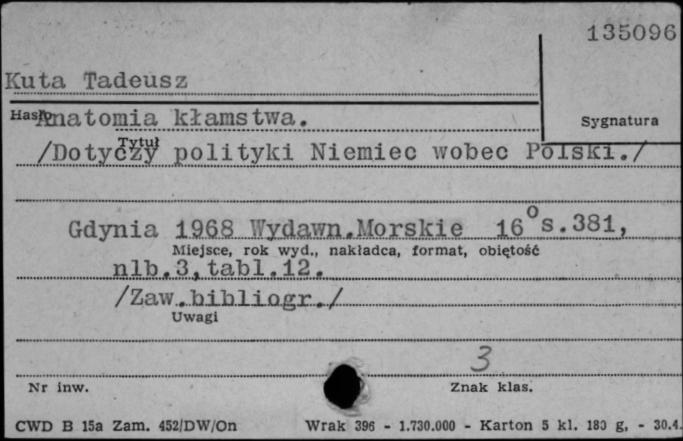 135096
Kuta Tadeusz
Hasło
Anatomia kłamstwa.
Sygnatura
Tytuł
/Dotyczy polityki Niemiec wobec Polski./
Gdynia 1968 Wydawn.Morskie 16° s.381,
Miejsce, rok wyd., nakładca, format, objętość
nlb.3,tabl.12.
/Zaw.bibliogr./
Uwagi
3
Nr inw.
Znak klas.
CWD B 15a Zam. 452/DW/On Wrak 396 - 1.730.000 - Karton 5 kl. 180 g, - 30.4.